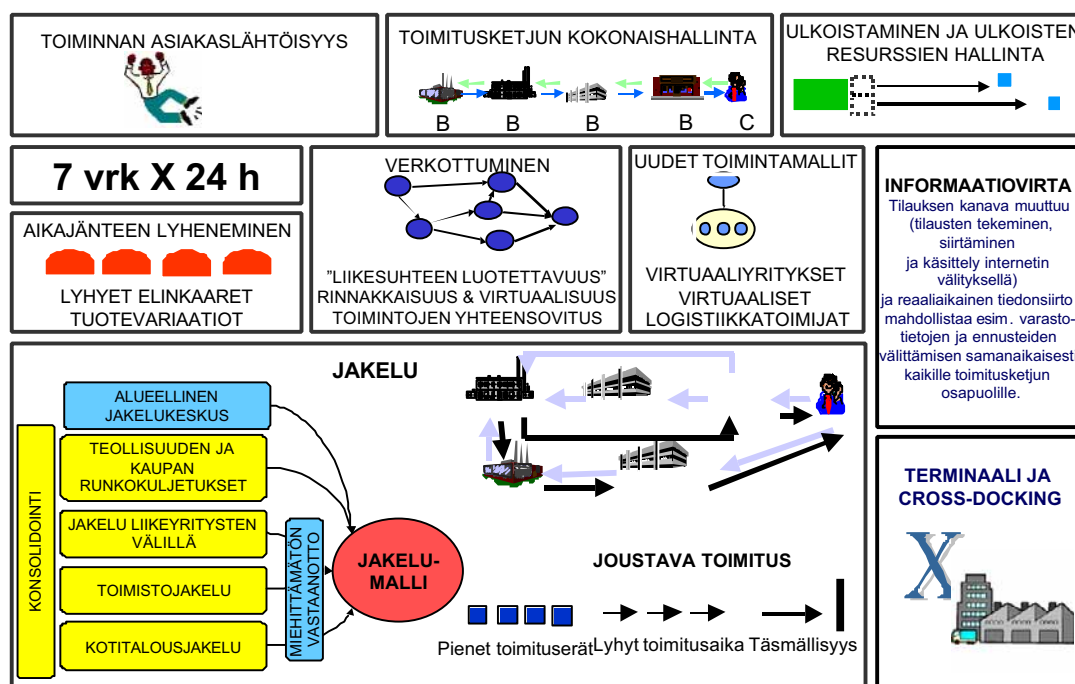 TOIMINNAN ASIAKASLÄHTÖISYYS
TOIMITUSKETJUN KOKONAISHALLINTA
B B B B C
ULKOISTAMINEN JA ULKOISTEN
RESURSSIEN HALLINTA
7 vrk X 24 h
AIKAJÄNTEEN LYHENEMINEN
LYHYET ELINKAARET
TUOTEVARIAATIOT
VERKOTTUMINEN
"LIIKESUHTEEN LUOTETTAVUUS"
RINNAKKAISUUS & VIRTUAALISUUS
TOIMINTOJEN YHTEENSOVITUS
UUDET TOIMINTAMALLIT
VIRTUAALIYRITYKSET
VIRTUAALISET
LOGISTIIKKATOIMIJAT
INFORMAATIOVIRTA
Tilauksen kanava muuttuu
(tilausten tekeminen,
siirtäminen
ja käsittely internetin
välityksellä)
ja reaaliaikainen tiedonsiirto
mahdollistaa esim. varasto-
tietojen ja ennusteiden
välittämisen samanaikaisesti
kaikille toimitusketjun
osapuolille.
JAKELU
KONSOLIDOINTI
ALUEELLINEN
JAKELUKESKUS
TEOLLISUUDEN JA
KAUPAN
RUNKOKULJETUKSET
JAKELU LIIKEYRITYSTEN
VÄLILLÄ
TOIMISTOJAKELU
KOTITALOUSJAKELU
MIEHITTÄMÄTÖN
VASTAANOTTO
JAKELU-
MALLI
JOUSTAVA TOIMITUS
Pienet toimituserät
Lyhyt toimitusaika
Täsmällisyys
TERMINAALI JA
CROSS-DOCKING
X